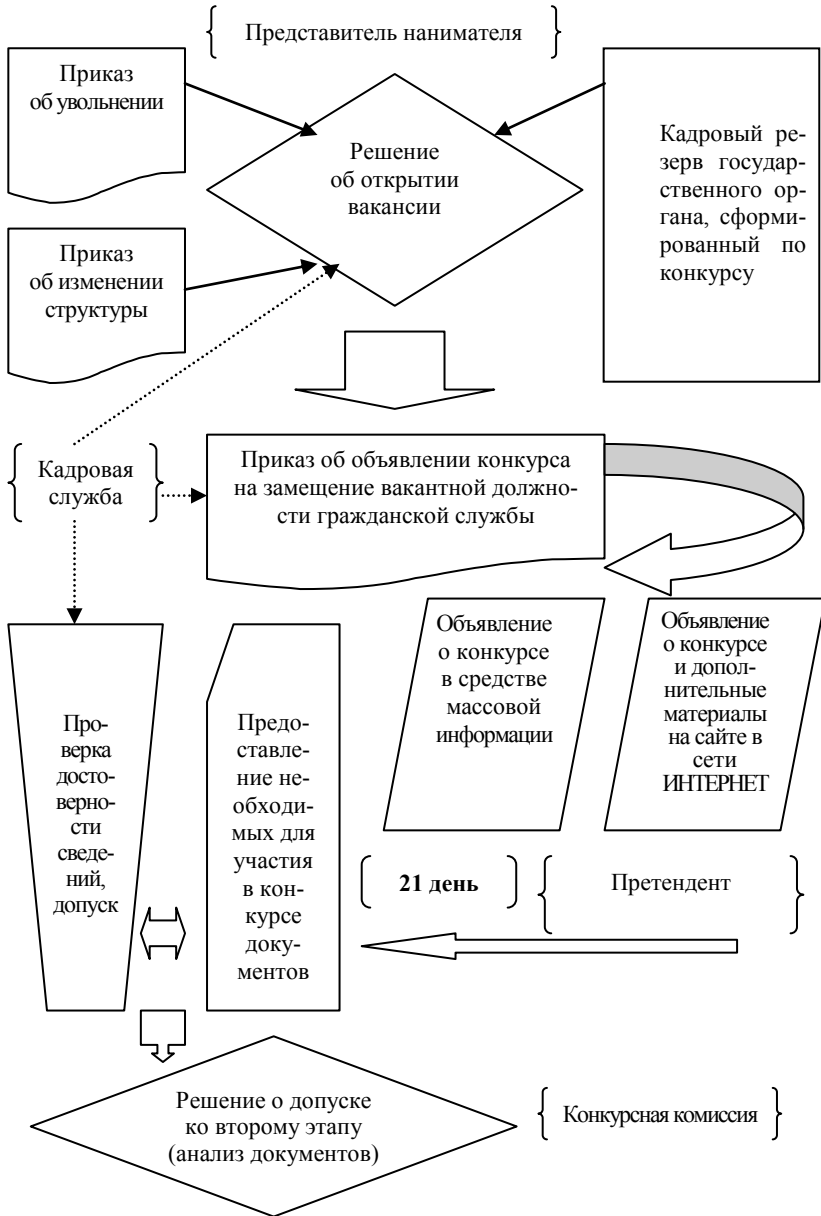 Представитель нанимателя
Приказ
об увольнении
Решение
об открытии
вакансии
Кадровый ре-
зерв государ-
ственного ор-
гана, сформи-
рованный по
конкурсу
Приказ
об изменении
структуры
Кадровая
служба
Приказ об объявлении конкурса
на замещение вакантной должно-
сти гражданской службы
Объявление
о конкурсе
в средстве
массовой
информации
Объявление
о конкурсе
и допол-
нительные
материалы
на сайте в
сети
ИНТЕРНЕТ
Про-
верка
досто-
верно-
сти
сведе-
ний,
допуск
Предо-
ставле-
ние не-
обходи-
мых для
участия
в кон-
курсе
доку-
ментов
21 день
Претендент
Решение о допуске
ко второму этапу
(анализ документов)
Конкурсная комиссия